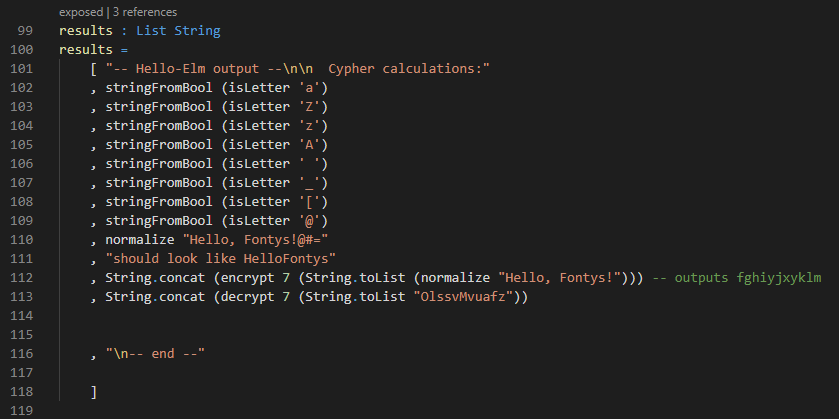 exposed | 3 references
99 results : List String
100 results =
101 [ "-- Hello-Elm output --\n\n  Cypher calculations:"
102 , stringFromBool (isLetter 'a')
103 , stringFromBool (isLetter 'Z')
104 , stringFromBool (isLetter 'z')
105 , stringFromBool (isLetter 'A')
106 , stringFromBool (isLetter ' ')
107 , stringFromBool (isLetter '_')
108 , stringFromBool (isLetter '[')
109 , stringFromBool (isLetter '@')
110 , normalize "Hello, Fontys!@#="
111 , "should look like HelloFontys"
112 , String.concat (encrypt 7 (String.toList (normalize "Hello, Fontys!"))) -- outputs fghiyjxyklm
113 , String.concat (decrypt 7 (String.toList "OlssvMvuafz"))
114
115
116 , "\n-- end --"
117
118 ]
119